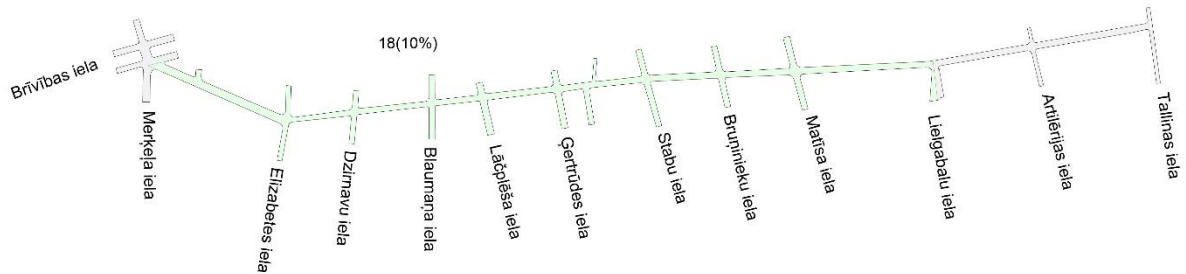 18(10%)
Brīvības iela
Merķeļa iela
Elizabetes iela
Dzirnavu iela
Blaumaņa iela
Lāčplēša iela
Ģertrūdes iela
Stabu iela
Bruņinieku iela
Matīsa iela
Lielgabalu iela
Artilērijas iela
Tallinas iela